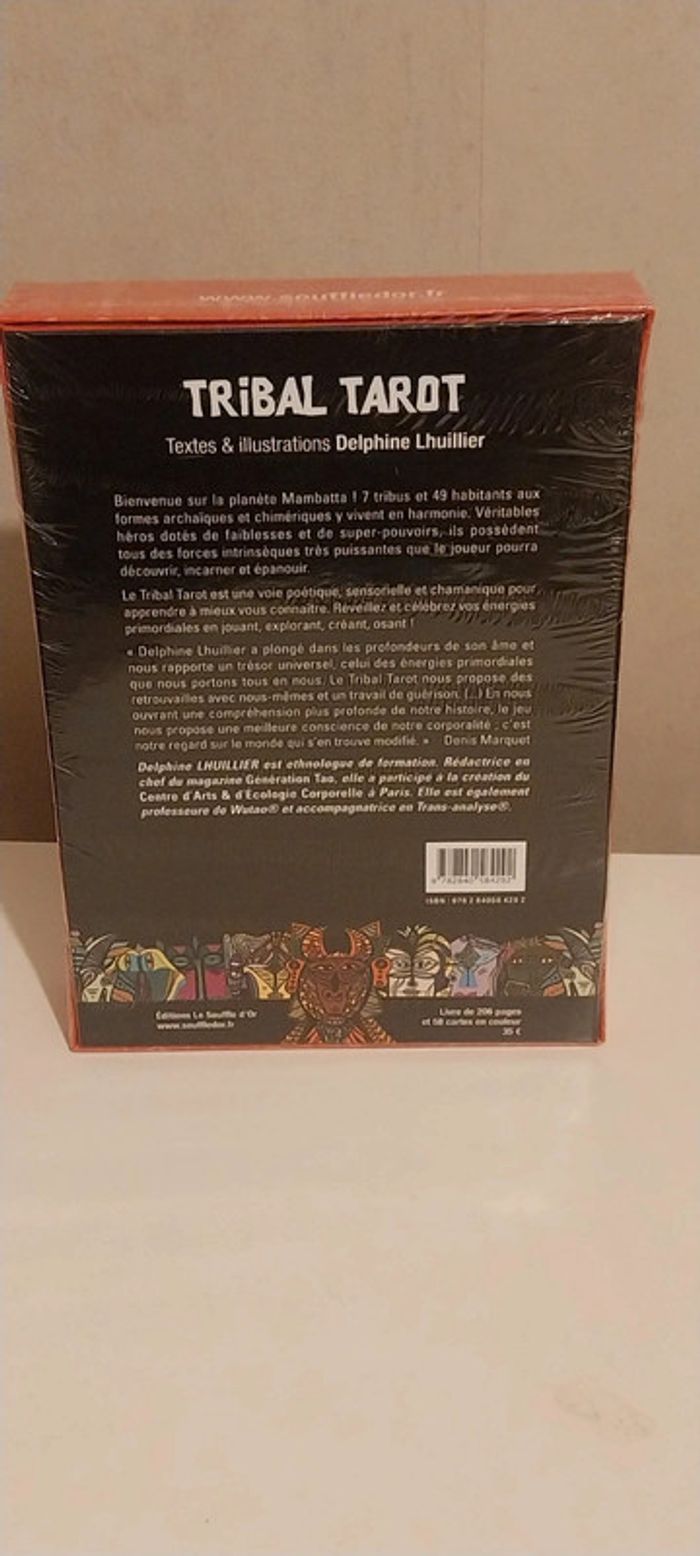 www.souffledor.fr
TRiBAL TAROT
Textes & illustrations Delphine Lhuillier
Bienvenue sur la planète Mambatta ! 7 tribus et 49 habitants aux
formes archaïques et chimériques y vivent en harmonie. Véritables
héros dotés de faiblesses et de super-pouvoirs, ils possèdent
tous des forces intrinsèques très puissantes que le joueur pourra
découvrir, incarner et épanouir.
Le Tribal Tarot est une voie poétique, sensorielle et chamanique pour
apprendre à mieux vous connaître. Réveillez et célébrez vos énergies
primordiales en jouant, explorant, créant, osant !
« Delphine Lhuillier a plongé dans les profondeurs de son âme et
nous rapporte un trésor universel, celui des énergies primordiales
que nous portons tous en nous. Le Tribal Tarot nous propose des
retrouvailles avec nous-mêmes et un travail de guérison. (...) En nous
ouvrant une compréhension plus profonde de notre histoire, le jeu
nous propose une meilleure conscience de notre corporalité ; c'est
notre regard sur le monde qui s'en trouve modifié. » Denis Marquet
Delphine LHUILLIER est ethnologue de formation. Rédactrice en
chef du magazine Génération Tao, elle a participé à la création du
Centre d'Arts & d'Ecologie Corporelle à Paris. Elle est également
professeure de Wutao® et accompagnatrice en Trans-analyse®.
ISBN
Éditions Le Souffle d'Or
www.souffledor.fr
Livre de 296 pages
et 58 cartes en couleur
35 €